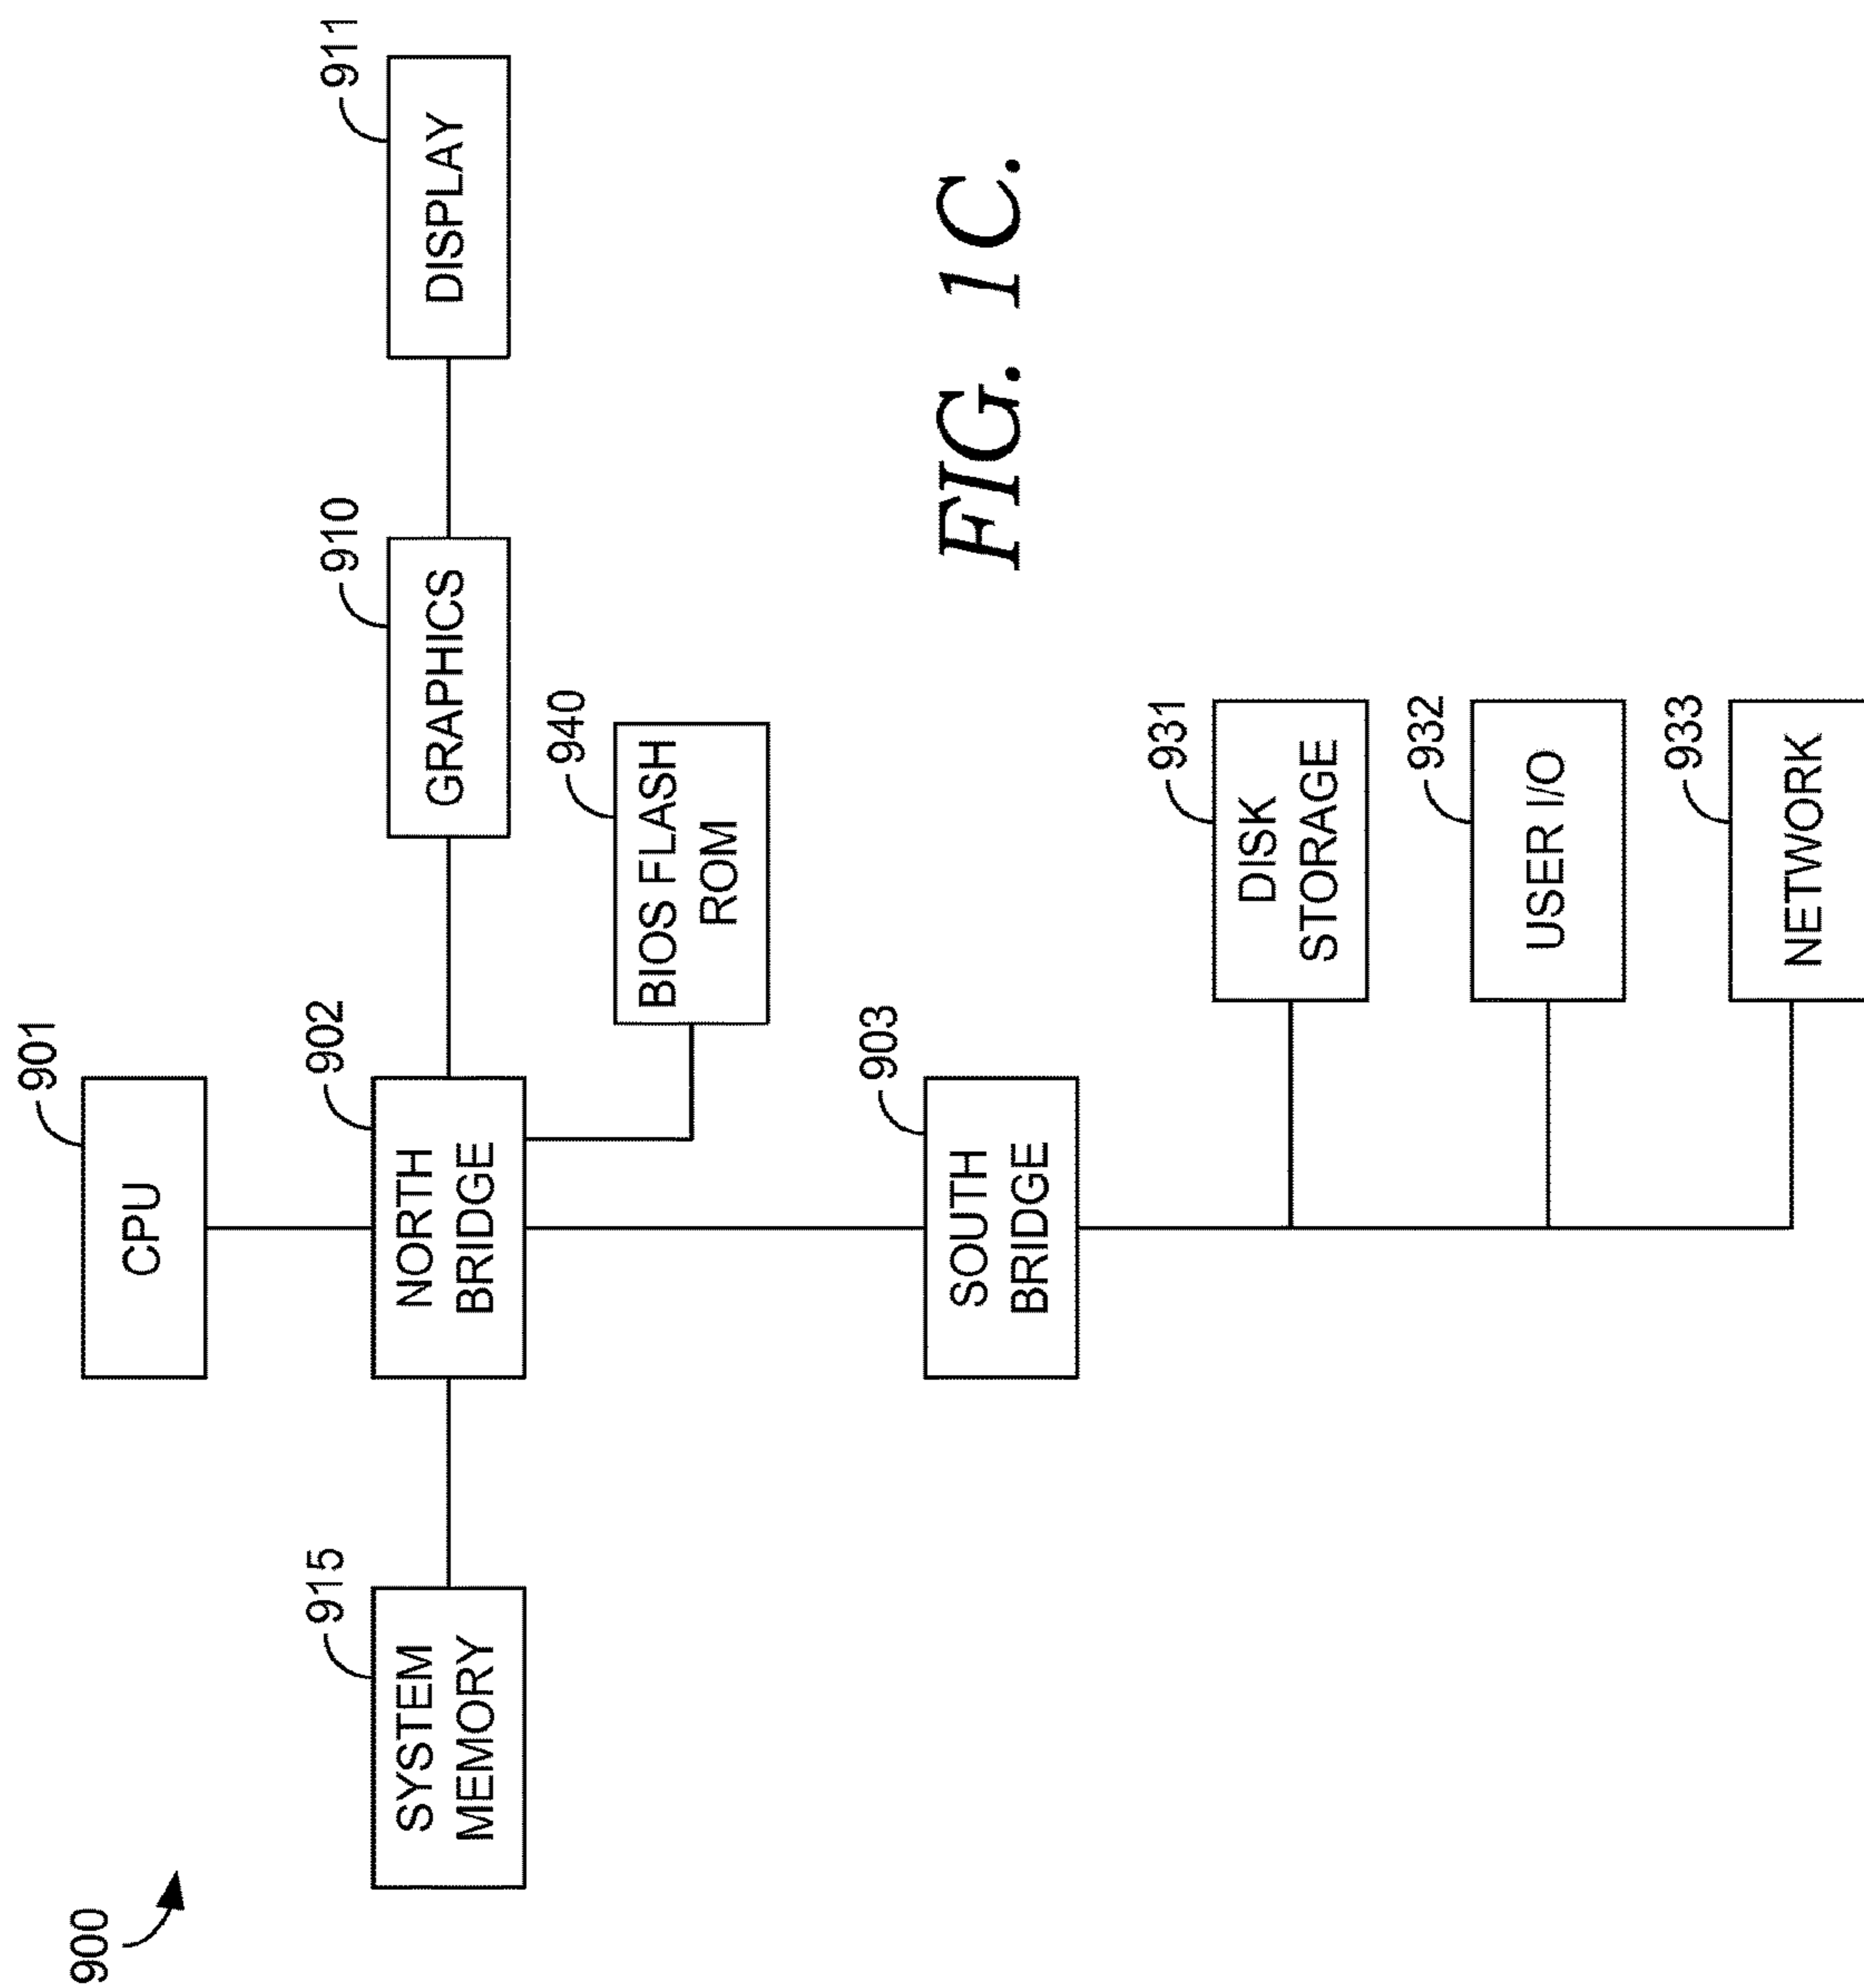 900
901
CPU
915
SYSTEM
MEMORY
902
NORTH
BRIDGE
910
GRAPHICS
911
DISPLAY
940
BIOS FLASH
ROM
903
SOUTH
BRIDGE
931
DISK
STORAGE
932
USER I/O
933
NETWORK
FIG. 1C.